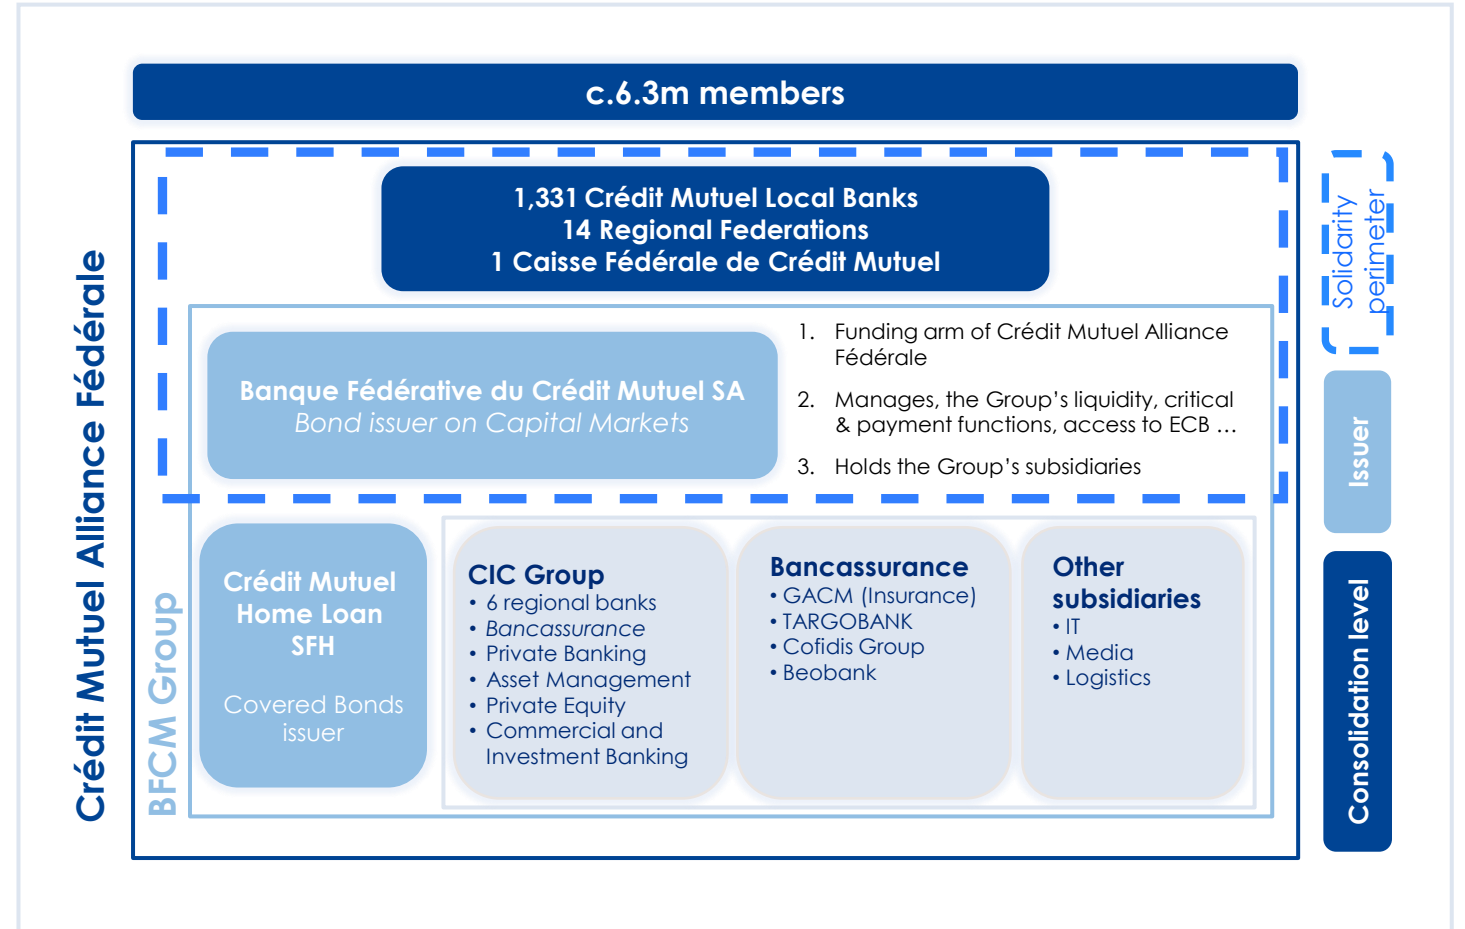 c.6.3m members
1,331 Crédit Mutuel Local Banks
14 Regional Federations
1 Caisse Fédérale de Crédit Mutuel
Crédit Mutuel Alliance Fédérale
Solidarity
perimeter
Banque Fédérative du Crédit Mutuel SA
Bond issuer on Capital Markets
1. Funding arm of Crédit Mutuel Alliance
Fédérale
2. Manages, the Group's liquidity, critical
& payment functions, access to ECB ...
3. Holds the Group's subsidiaries
Issuer
BFCM Group
Crédit Mutuel
Home Loan
SFH
Covered Bonds
issuer
CIC Group
• 6 regional banks
• Bancassurance
• Private Banking
• Asset Management
• Private Equity
• Commercial and
Investment Banking
Bancassurance
• GACM (Insurance)
• TARGOBANK
• Cofidis Group
• Beobank
Other
subsidiaries
• IT
• Media
• Logistics
Consolidation level